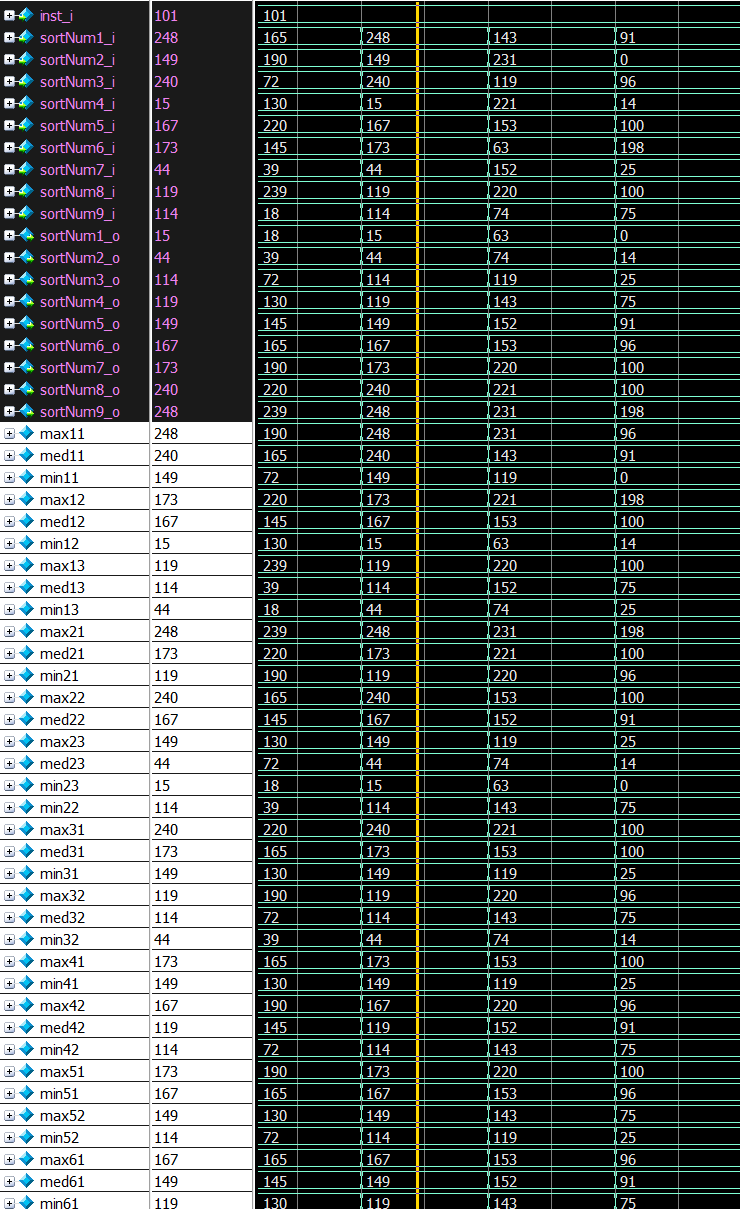 inst_i 101 101
sortNum1_i 248 165 248 143 91
sortNum2_i 149 190 149 231 0
sortNum3_i 240 72 240 119 96
sortNum4_i 15 130 15 221 14
sortNum5_i 167 220 167 153 100
sortNum6_i 173 145 173 63 198
sortNum7_i 44 39 44 152 25
sortNum8_i 119 239 119 220 100
sortNum9_i 114 18 114 74 75
sortNum1_o 15 18 15 63 0
sortNum2_o 44 39 44 74 14
sortNum3_o 114 72 114 119 25
sortNum4_o 119 130 119 143 75
sortNum5_o 149 145 149 152 91
sortNum6_o 167 165 167 153 96
sortNum7_o 173 190 173 220 100
sortNum8_o 240 220 240 221 100
sortNum9_o 248 239 248 231 198
max11 248 190 248 231 96
med11 240 165 240 143 91
min11 149 72 149 119 0
max12 173 220 173 221 198
med12 167 145 167 153 100
min12 15 130 15 63 14
max13 119 239 119 220 100
med13 114 39 114 152 75
min13 44 18 44 74 25
max21 248 239 248 231 198
med21 173 220 173 221 100
min21 119 190 119 220 96
max22 240 165 240 153 100
med22 167 145 167 152 91
max23 149 130 149 119 25
med23 44 72 44 74 14
min23 15 18 15 63 0
min22 114 39 114 143 75
max31 240 220 240 221 100
med31 173 165 173 153 100
min31 149 130 149 119 25
max32 119 190 119 220 96
med32 114 72 114 143 75
min32 44 39 44 74 14
max41 173 165 173 153 100
min41 149 130 149 119 25
max42 167 190 167 220 96
med42 119 145 119 152 91
min42 114 72 114 143 75
max51 173 190 173 220 100
min51 167 165 167 153 96
max52 149 130 149 143 75
min52 114 72 114 119 25
max61 167 165 167 153 96
med61 149 145 149 152 91
min61 119 130 119 143 75